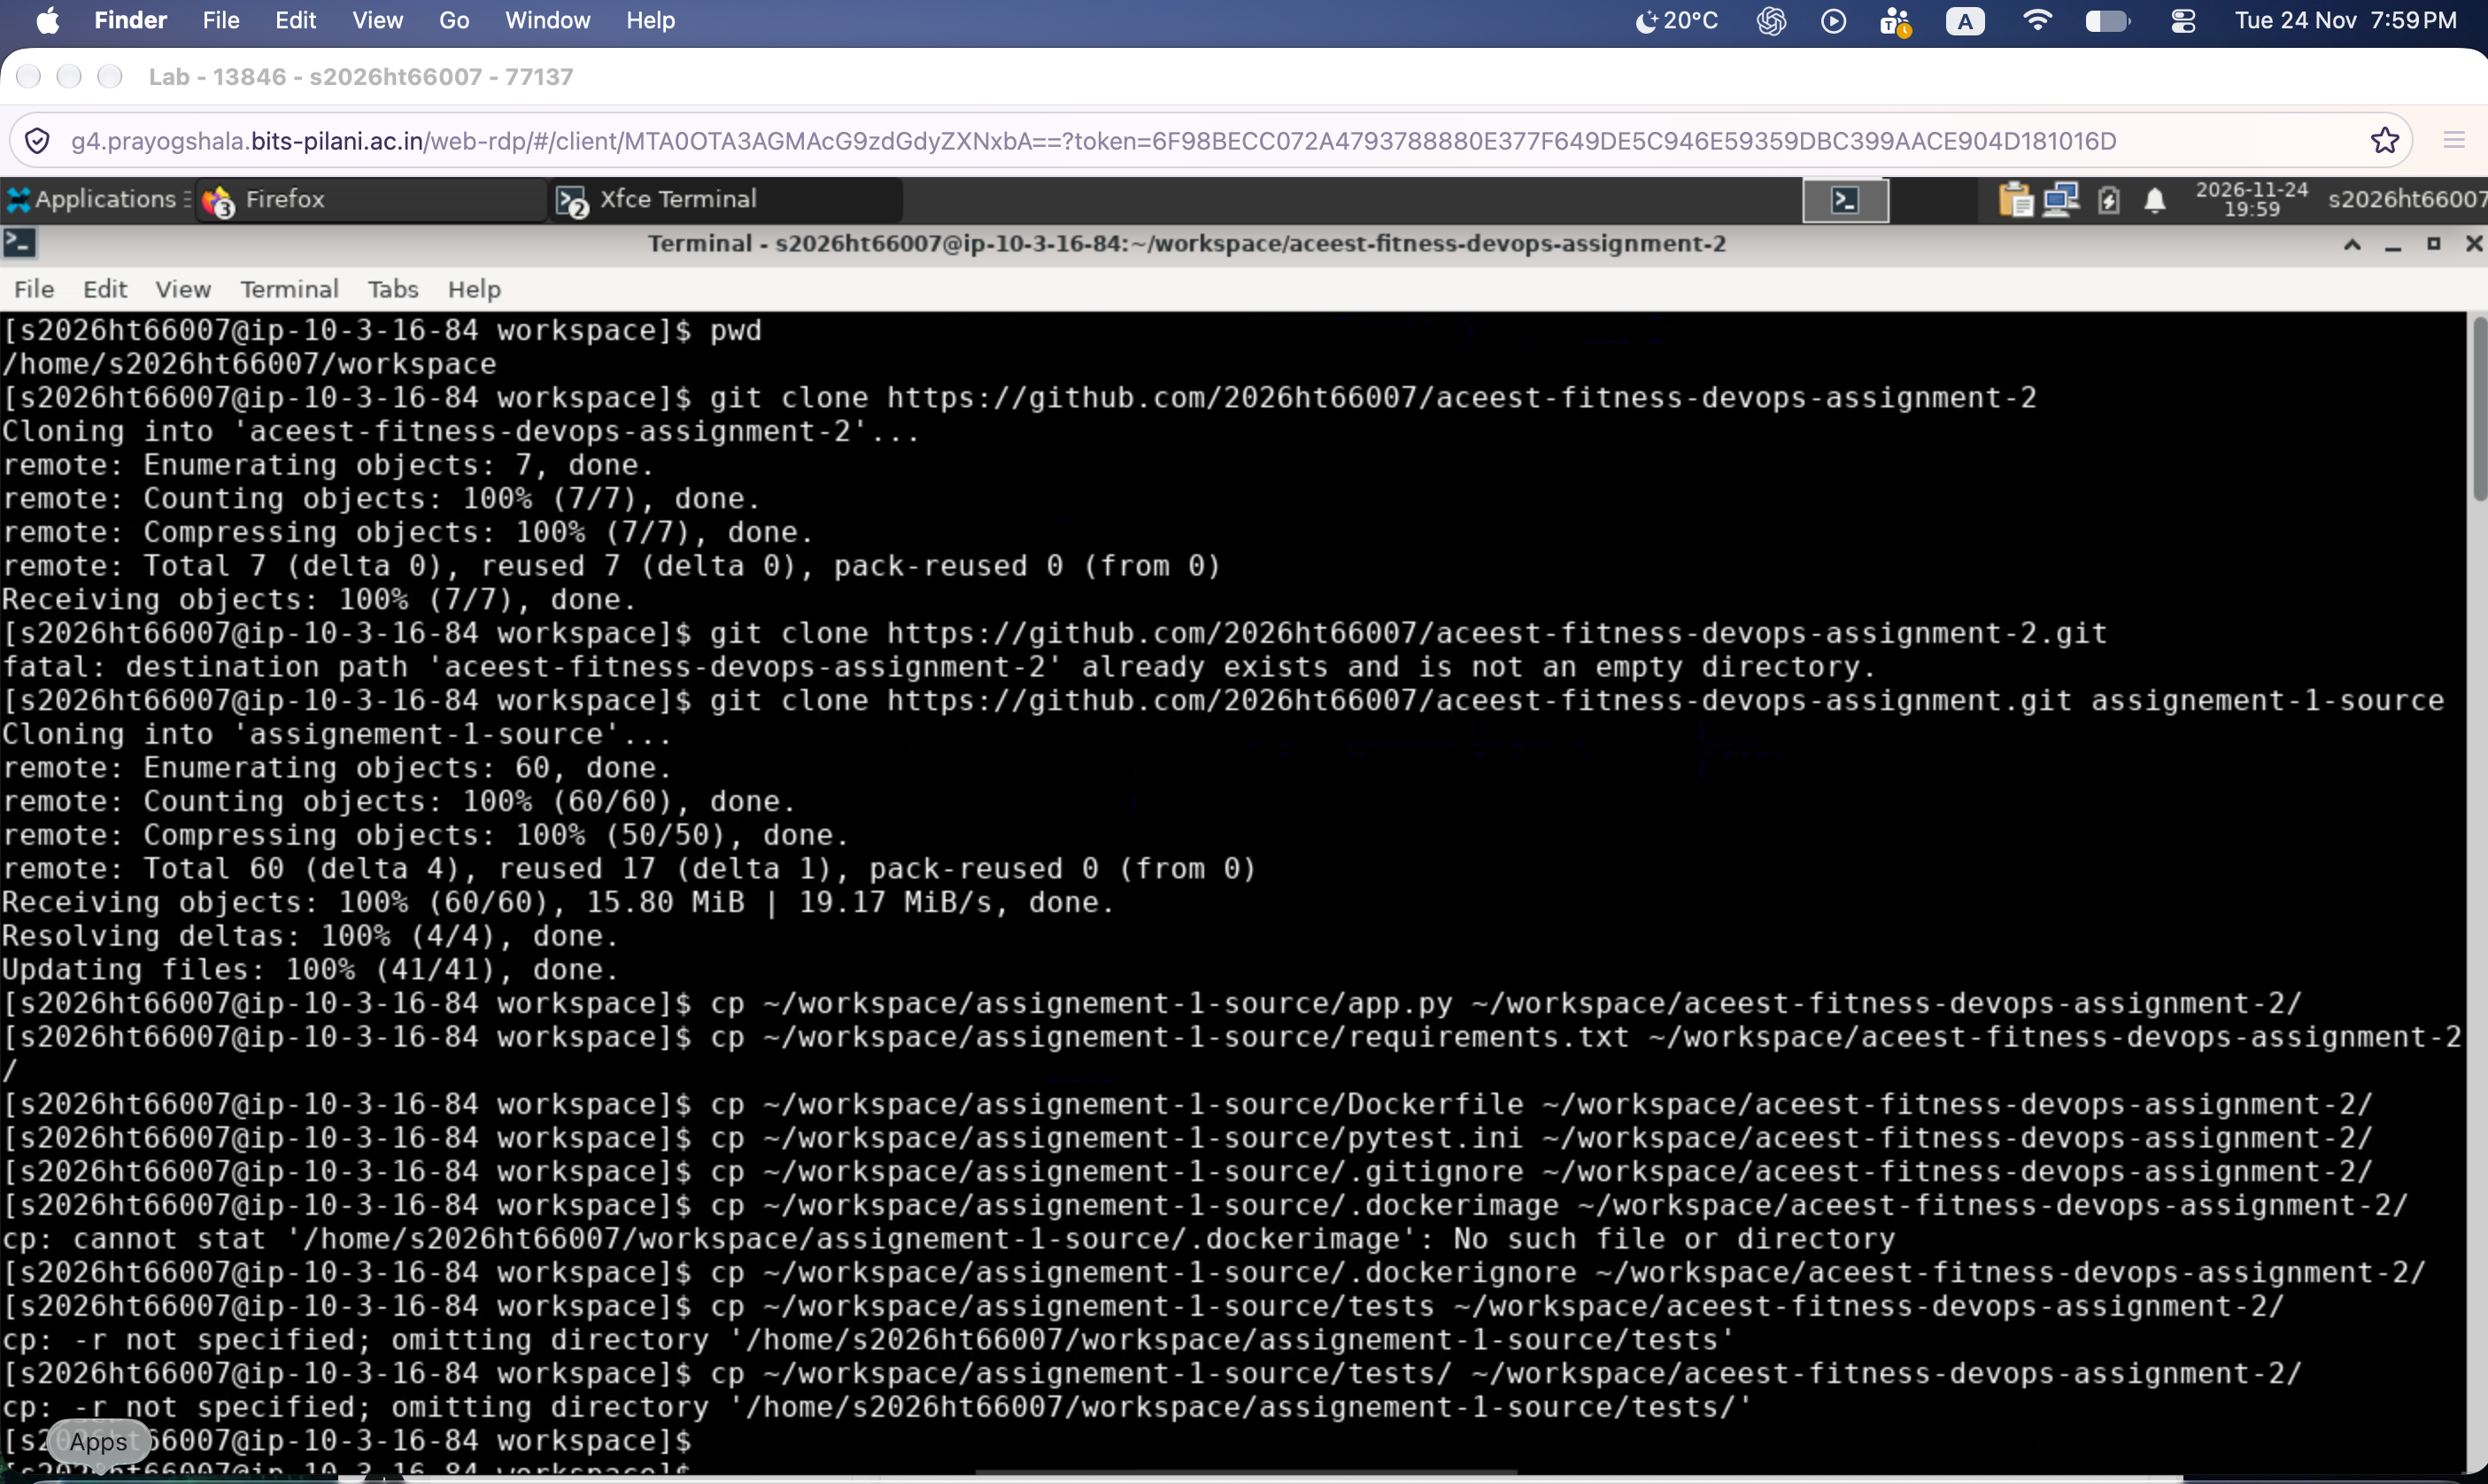 Finder File Edit View Go Window Help 20°C A Tue 24 Nov 7:59 PM
Lab - 13846 - s2026ht66007 - 77137
g4.prayogshala.bits-pilani.ac.in/web-rdp/#/client/MTA0OTA3AGMAcG9zdGdyZXNxbA==?token=6F98BECC072A4793788880E377F649DE5C946E59359DBC399AACE904D181016D
Applications 3 Firefox 2 Xfce Terminal 2026-11-24 19:59 s2026ht66007
Terminal - s2026ht66007@ip-10-3-16-84:~/workspace/aceest-fitness-devops-assignment-2
File Edit View Terminal Tabs Help
[s2026ht66007@ip-10-3-16-84 workspace]$ pwd
/home/s2026ht66007/workspace
[s2026ht66007@ip-10-3-16-84 workspace]$ git clone https://github.com/2026ht66007/aceest-fitness-devops-assignment-2
Cloning into 'aceest-fitness-devops-assignment-2'...
remote: Enumerating objects: 7, done.
remote: Counting objects: 100% (7/7), done.
remote: Compressing objects: 100% (7/7), done.
remote: Total 7 (delta 0), reused 7 (delta 0), pack-reused 0 (from 0)
Receiving objects: 100% (7/7), done.
[s2026ht66007@ip-10-3-16-84 workspace]$ git clone https://github.com/2026ht66007/aceest-fitness-devops-assignment-2.git
fatal: destination path 'aceest-fitness-devops-assignment-2' already exists and is not an empty directory.
[s2026ht66007@ip-10-3-16-84 workspace]$ git clone https://github.com/2026ht66007/aceest-fitness-devops-assignment.git assignement-1-source
Cloning into 'assignement-1-source'...
remote: Enumerating objects: 60, done.
remote: Counting objects: 100% (60/60), done.
remote: Compressing objects: 100% (50/50), done.
remote: Total 60 (delta 4), reused 17 (delta 1), pack-reused 0 (from 0)
Receiving objects: 100% (60/60), 15.80 MiB | 19.17 MiB/s, done.
Resolving deltas: 100% (4/4), done.
Updating files: 100% (41/41), done.
[s2026ht66007@ip-10-3-16-84 workspace]$ cp ~/workspace/assignement-1-source/app.py ~/workspace/aceest-fitness-devops-assignment-2/
[s2026ht66007@ip-10-3-16-84 workspace]$ cp ~/workspace/assignement-1-source/requirements.txt ~/workspace/aceest-fitness-devops-assignment-2
/
[s2026ht66007@ip-10-3-16-84 workspace]$ cp ~/workspace/assignement-1-source/Dockerfile ~/workspace/aceest-fitness-devops-assignment-2/
[s2026ht66007@ip-10-3-16-84 workspace]$ cp ~/workspace/assignement-1-source/pytest.ini ~/workspace/aceest-fitness-devops-assignment-2/
[s2026ht66007@ip-10-3-16-84 workspace]$ cp ~/workspace/assignement-1-source/.gitignore ~/workspace/aceest-fitness-devops-assignment-2/
[s2026ht66007@ip-10-3-16-84 workspace]$ cp ~/workspace/assignement-1-source/.dockerimage ~/workspace/aceest-fitness-devops-assignment-2/
cp: cannot stat '/home/s2026ht66007/workspace/assignement-1-source/.dockerimage': No such file or directory
[s2026ht66007@ip-10-3-16-84 workspace]$ cp ~/workspace/assignement-1-source/.dockerignore ~/workspace/aceest-fitness-devops-assignment-2/
[s2026ht66007@ip-10-3-16-84 workspace]$ cp ~/workspace/assignement-1-source/tests ~/workspace/aceest-fitness-devops-assignment-2/
cp: -r not specified; omitting directory '/home/s2026ht66007/workspace/assignement-1-source/tests'
[s2026ht66007@ip-10-3-16-84 workspace]$ cp ~/workspace/assignement-1-source/tests/ ~/workspace/aceest-fitness-devops-assignment-2/
cp: -r not specified; omitting directory '/home/s2026ht66007/workspace/assignement-1-source/tests/'
66007@ip-10-3-16-84 workspace]$
Apps